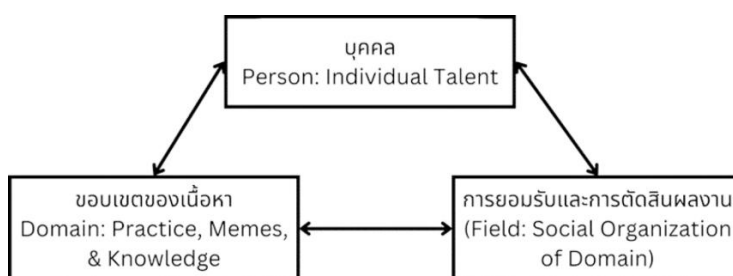 บุคคล
Person: Individual Talent
ขอบเขตของเนื้อหา
Domain: Practice, Memes,
& Knowledge
การยอมรับและการตัดสินผลงาน
(Field: Social Organization
of Domain)